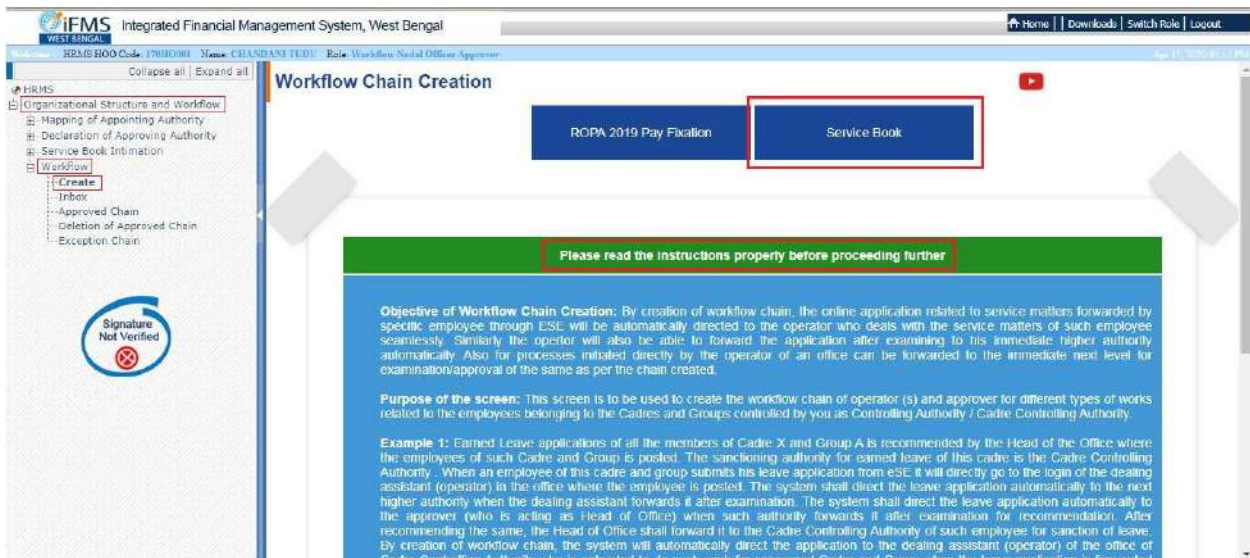 iFMS Integrated Financial Management System, West Bengal
WEST BENGAL
Home | | Downloads | Switch Role | Logout
HRMS HOO Code: Name: CHANDANI TUDU Role: Workflow Nodal Officer Approver
Collapse all | Expand all
HRMS
Organizational Structure and Workflow
Mapping of Appointing Authority
Declaration of Approving Authority
Service Book Intimation
Workflow
Create
Inbox
Approved Chain
Deletion of Approved Chain
Exception Chain
Signature
Not Verified
Workflow Chain Creation
ROPA 2019 Pay Fixation
Service Book
Please read the instructions properly before proceeding further
Objective of Workflow Chain Creation: By creation of workflow chain, the online application related to service matters forwarded by
specific employee through ESE will be automatically directed to the operator who deals with the service matters of such employee
seamlessly. Similarly the opertor will also be able to forward the application after examining to his immediate higher authority
automatically. Also for processes initiated directly by the operator of an office can be forwarded to the immediate next level for
examination/approval of the same as per the chain created.
Purpose of the screen: This screen is to be used to create the workflow chain of operator (s) and approver for different types of works
related to the employees belonging to the Cadres and Groups controlled by you as Controlling Authority / Cadre Controlling Authority.
Example 1: Earned Leave applications of all the members of Cadre X and Group A is recommended by the Head of the Office where
the employees of such Cadre and Group is posted. The sanctioning authority for earned leave of this cadre is the Cadre Controlling
Authority . When an employee of this cadre and group submits his leave application from eSE it will directly go to the login of the dealing
assistant (operator) in the office where the employee is posted. The system shall direct the leave application automatically to the next
higher authority when the dealing assistant forwards it after examination. The system shall direct the leave application automatically to
the approver (who is acting as Head of Office) when such authority forwards it after examination for recommendation. After
recommending the same, the Head of Office shall forward it to the Cadre Controlling Authority of such employee for sanction of leave.
By creation of workflow chain, the system will automatically direct the application to the dealing assistant (operator) of the office of